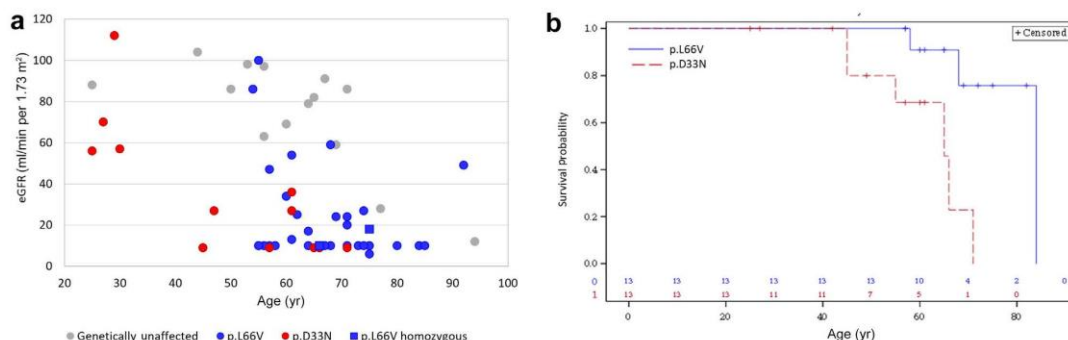 a
120
100
80
60
40
20
0
eGFR (ml/min per 1.73 m²)
20 30 40 50 60 70 80 90 100
Age (yr)
Genetically unaffected p.L66V p.D33N p.L66V homozygous
b
1.0
0.8
0.6
0.4
0.2
0.0
Survival Probability
p.L66V
p.D33N
+ Censored
0 13 13 13 13 13 13 10 4 2 0
1 13 13 13 11 11 7 5 1 0
0 20 40 60 80
Age (yr)